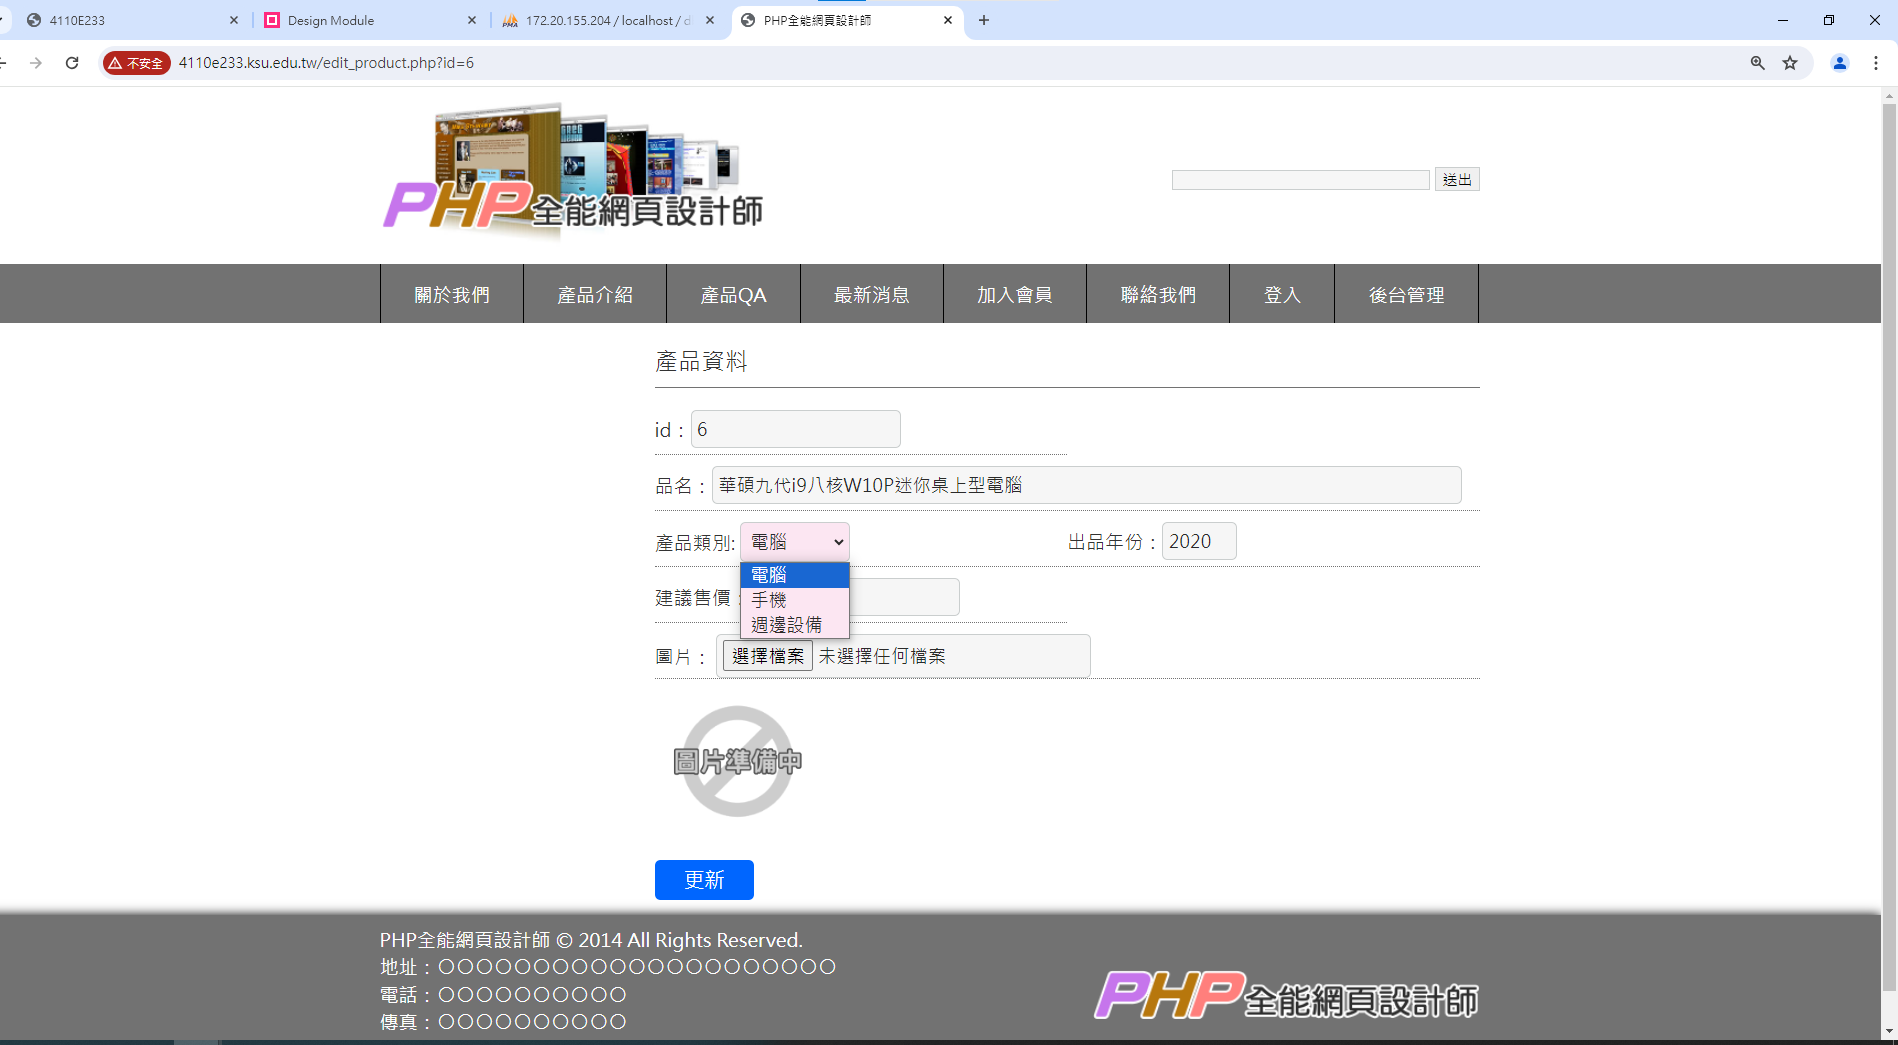 4110E233
Design Module
PMA
172.20.155.204 / localhost / d
PHP全能網頁設計師
不安全
4110e233.ksu.edu.tw/edit_product.php?id=6
PHP全能網頁設計師
送出
關於我們
產品介紹
產品QA
最新消息
加入會員
聯絡我們
登入
後台管理
產品資料
id：6
品名：華碩九代i9八核W10P迷你桌上型電腦
產品類別: 電腦
出品年份：2020
電腦
手機
週邊設備
建議售價：
圖片： 選擇檔案 未選擇任何檔案
圖片準備中
更新
PHP全能網頁設計師 © 2014 All Rights Reserved.
地址：〇〇〇〇〇〇〇〇〇〇〇〇〇〇〇〇〇〇〇〇〇
電話：〇〇〇〇〇〇〇〇〇〇
傳真：〇〇〇〇〇〇〇〇〇〇
PHP全能網頁設計師